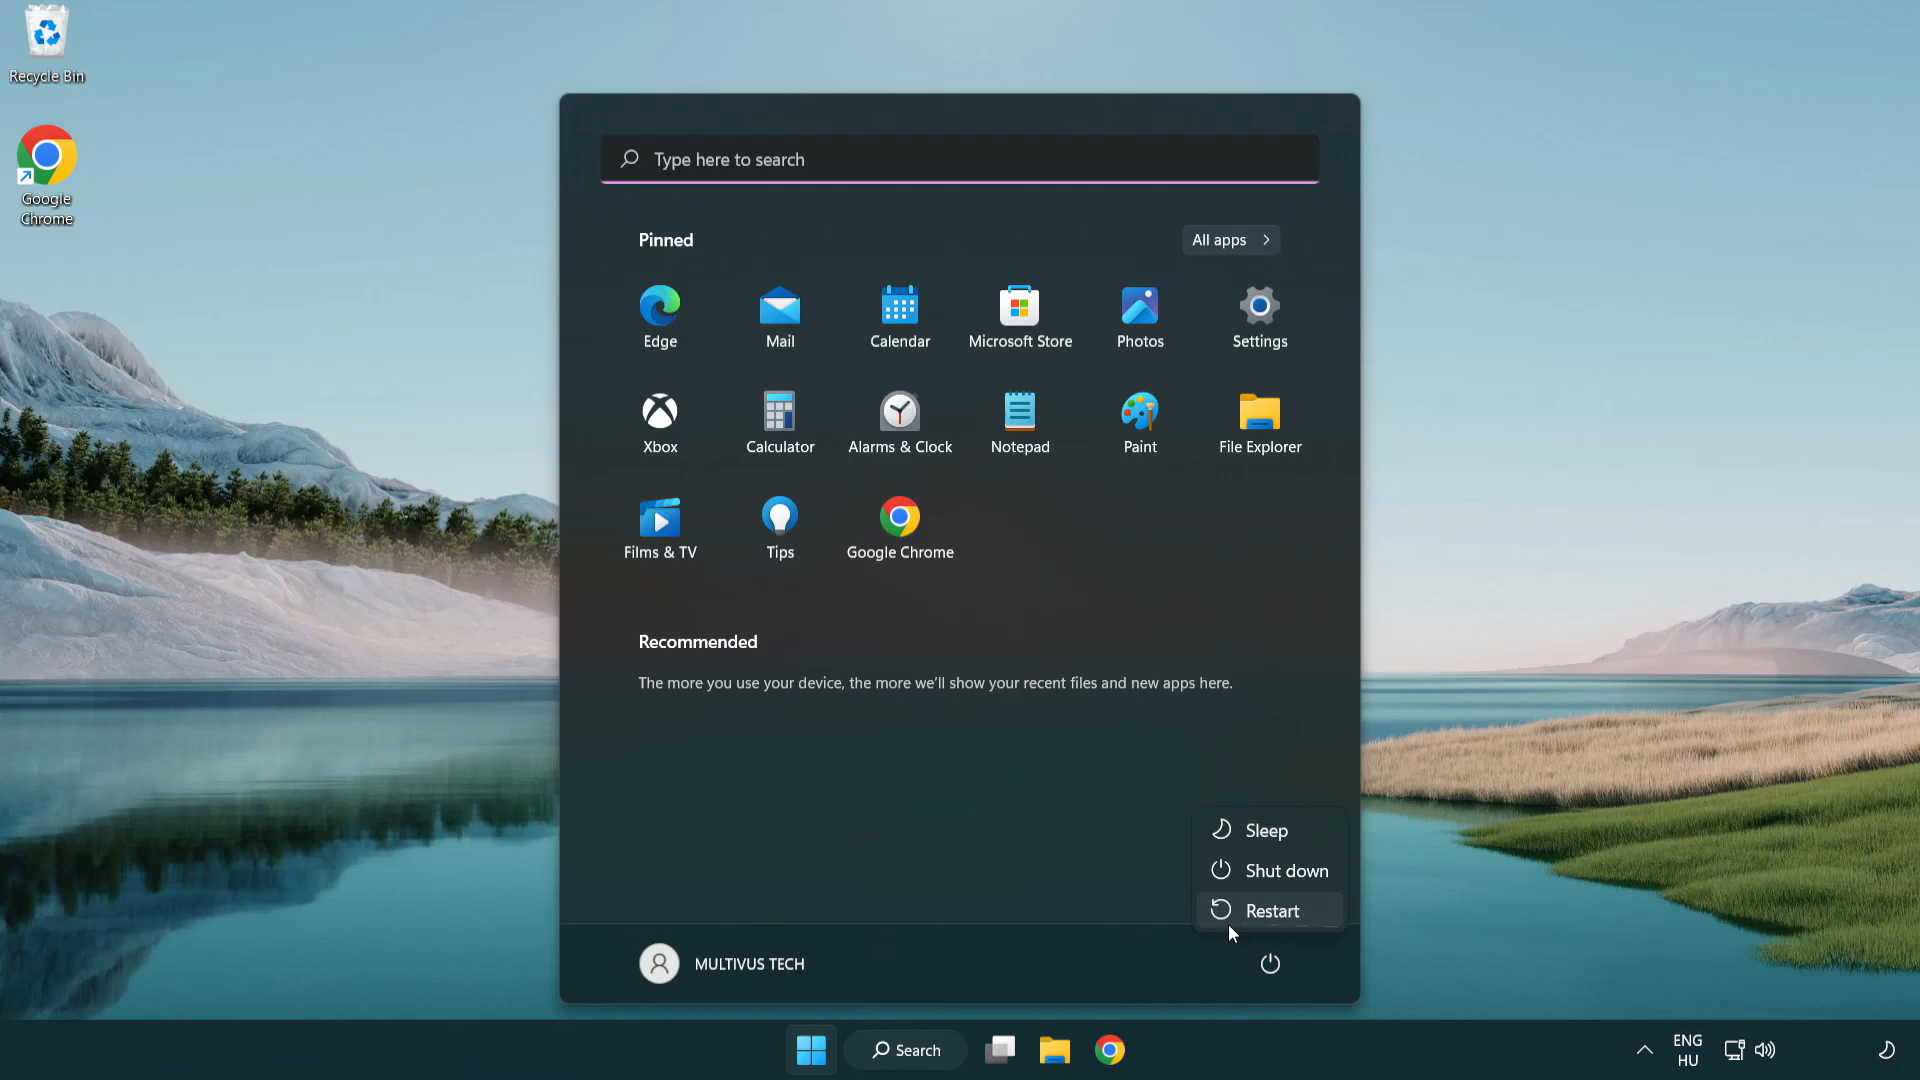 Recycle Bin
Google
Chrome
Type here to search
Pinned
All apps
Edge
Mail
Calendar
Microsoft Store
Photos
Settings
Xbox
Calculator
Alarms & Clock
Notepad
Paint
File Explorer
Films & TV
Tips
Google Chrome
Recommended
The more you use your device, the more we'll show your recent files and new apps here.
Sleep
Shut down
Restart
MULTIVUS TECH
Search
ENG
HU